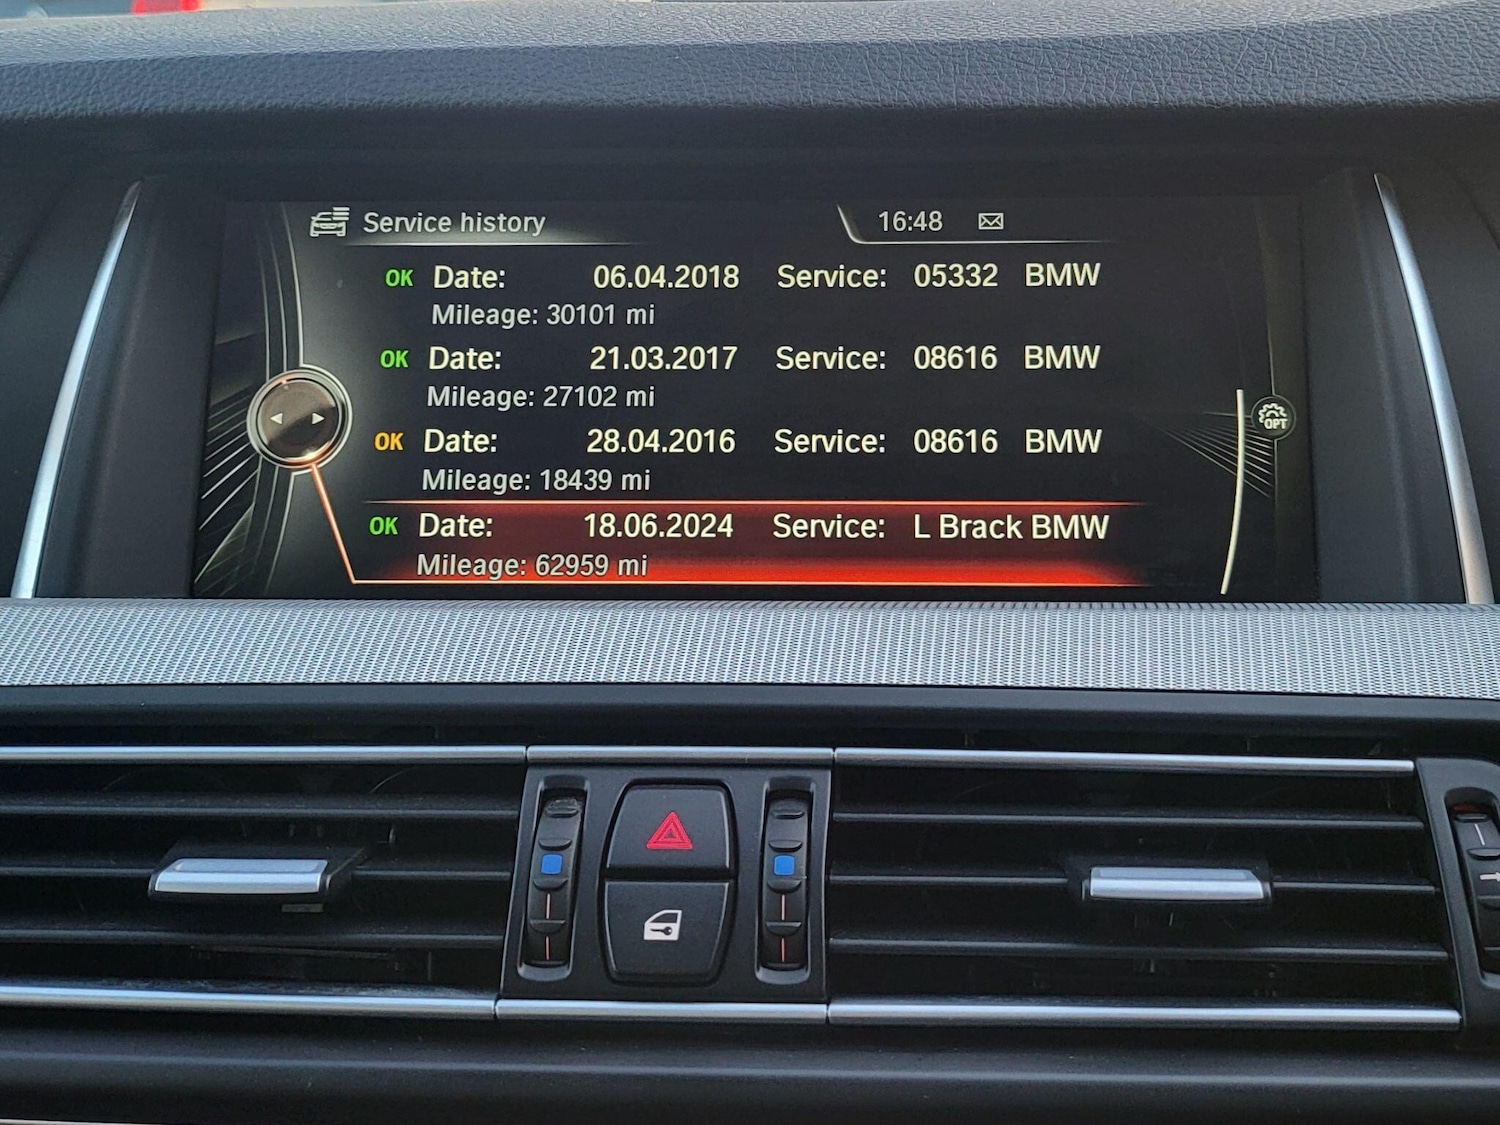 Service history 16:48
OK Date: 06.04.2018 Service: 05332 BMW
Mileage: 30101 mi
OK Date: 21.03.2017 Service: 08616 BMW
Mileage: 27102 mi
OPT
OK Date: 28.04.2016 Service: 08616 BMW
Mileage: 18439 mi
OK Date: 18.06.2024 Service: L Brack BMW
Mileage: 62959 mi